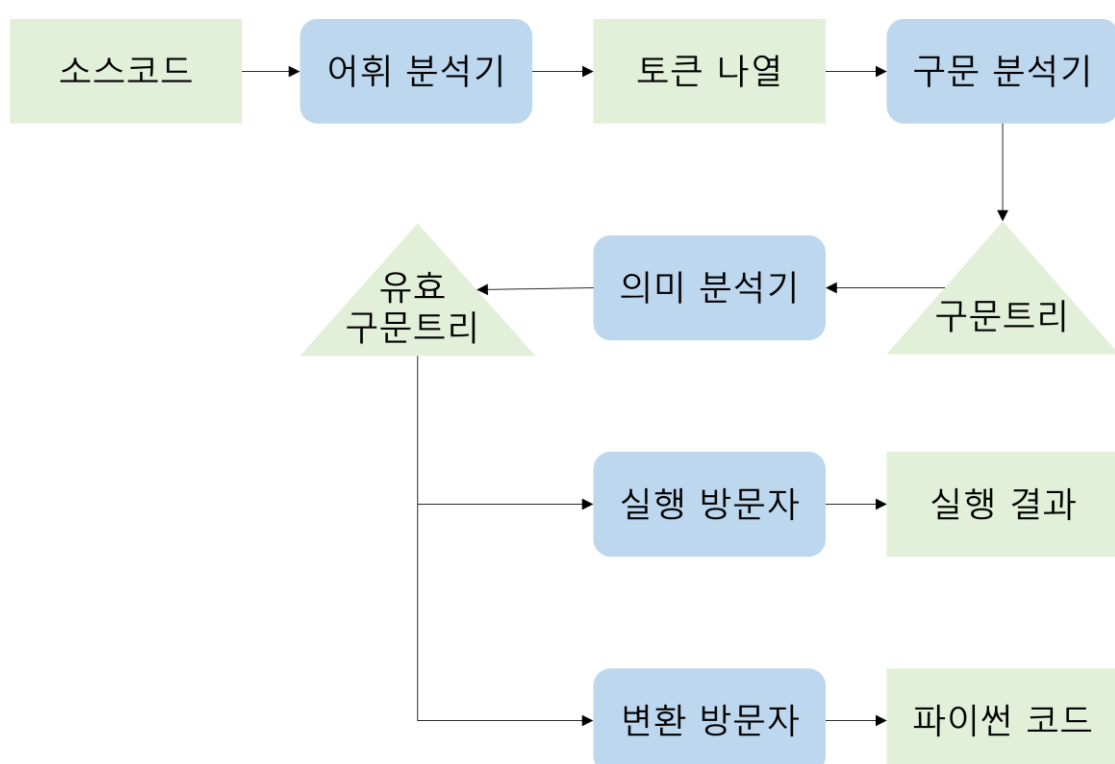 소스코드
어휘 분석기
토큰 나열
구문 분석기
유효
구문트리
의미 분석기
구문트리
실행 방문자
실행 결과
변환 방문자
파이썬 코드